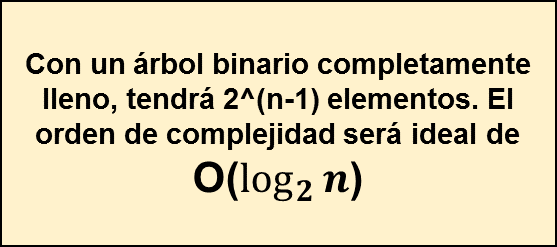 Con un árbol binario completamente
lleno, tendrá 2^(n-1) elementos. El
orden de complejidad será ideal de
O(log₂ n)